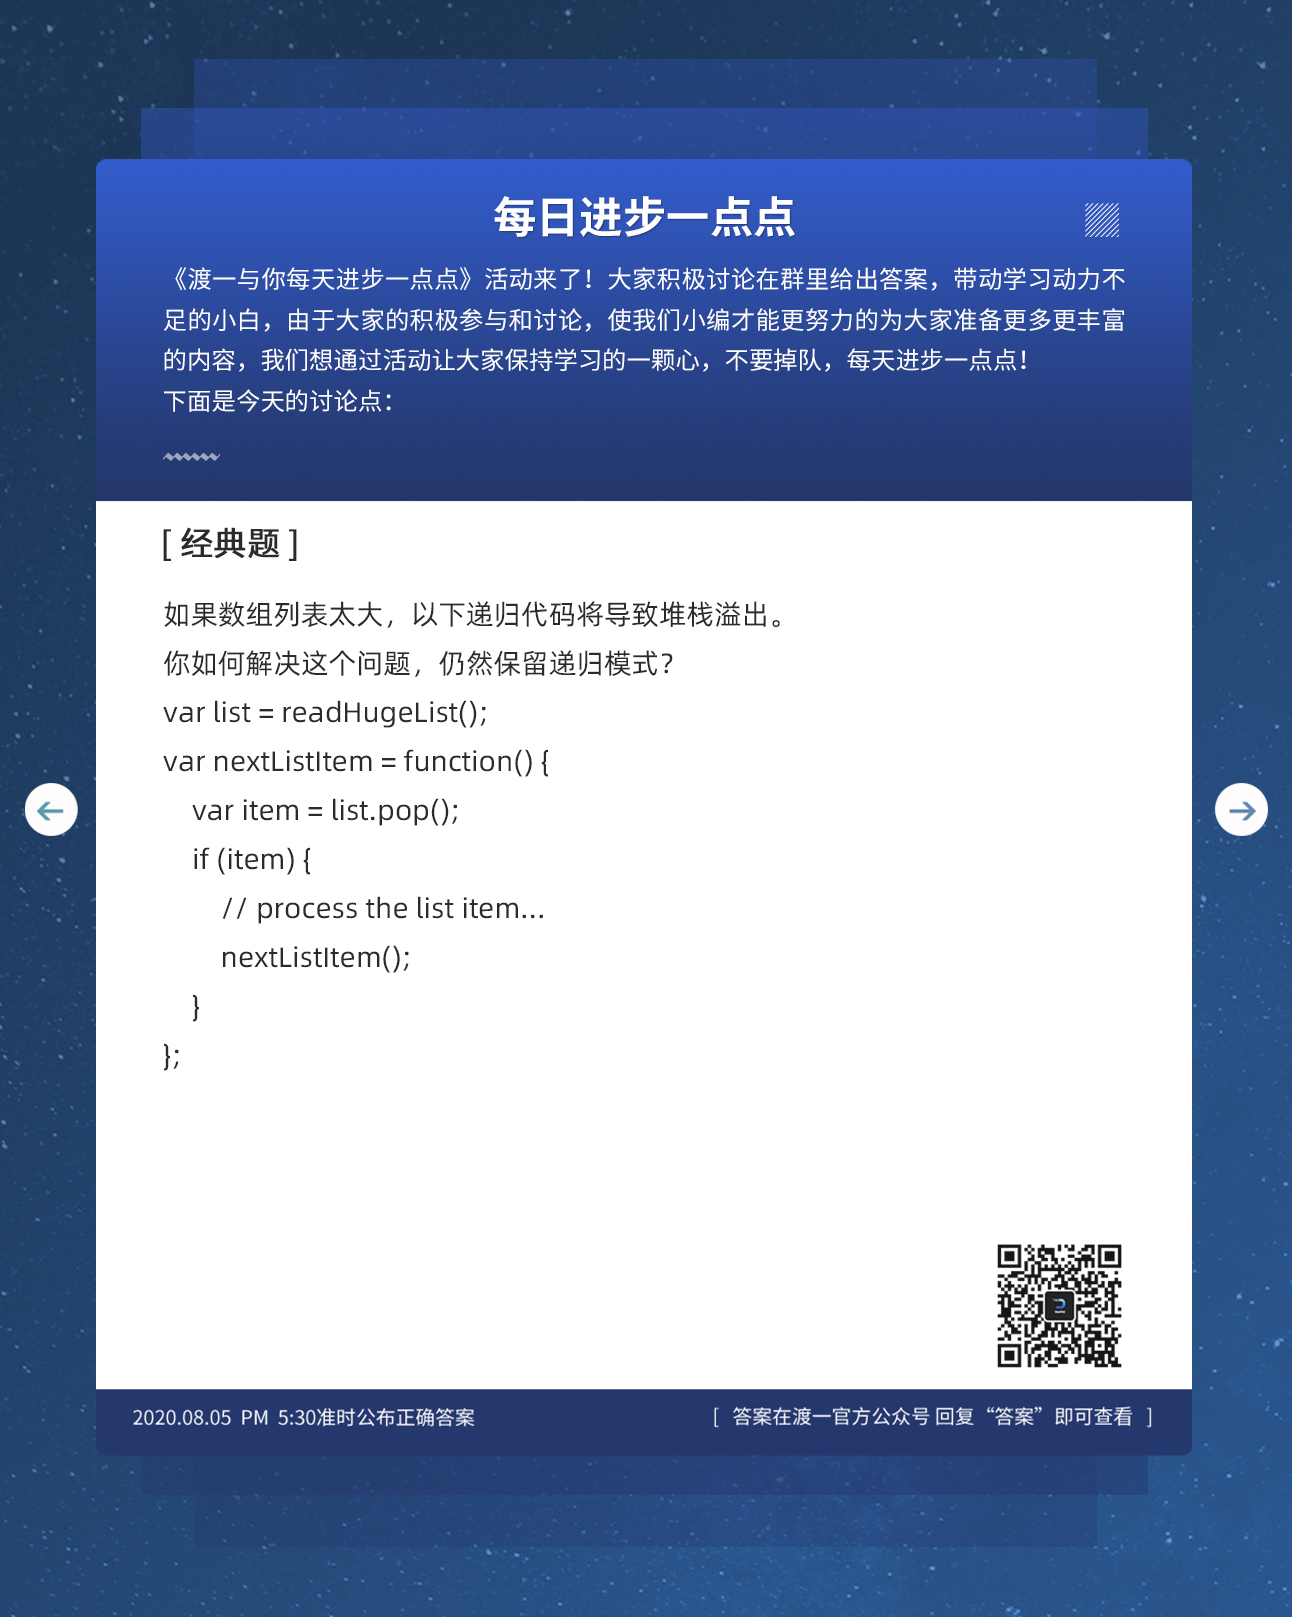 每日进步一点点
《渡一与你每天进步一点点》活动来了！大家积极讨论在群里给出答案，带动学习动力不
足的小白，由于大家的积极参与和讨论，使我们小编才能更努力的为大家准备更多更丰富
的内容，我们想通过活动让大家保持学习的一颗心，不要掉队，每天进步一点点！
下面是今天的讨论点：
[ 经典题 ]
如果数组列表太大，以下递归代码将导致堆栈溢出。
你如何解决这个问题，仍然保留递归模式？
var list = readHugeList();
var nextListItem = function() {
    var item = list.pop();
    if (item) {
        // process the list item...
        nextListItem();
    }
};
2020.08.05 PM 5:30准时公布正确答案
[ 答案在渡一官方公众号 回复“答案”即可查看 ]